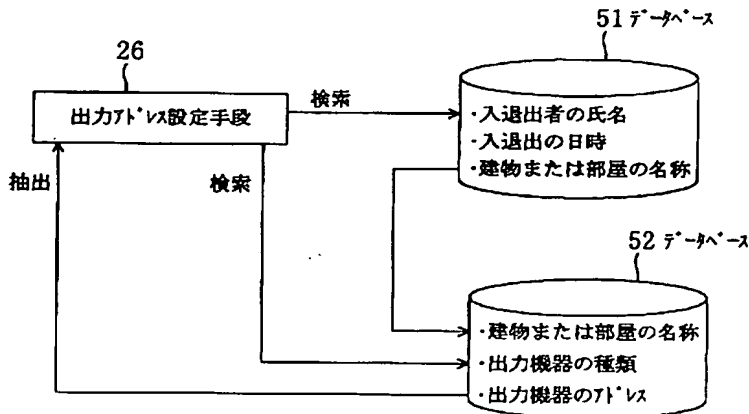 51 データベース
26
出力アドレス設定手段
検索
・入退出者の氏名
・入退出の日時
・建物または部屋の名称
抽出
検索
52 データベース
・建物または部屋の名称
・出力機器の種類
・出力機器のアドレス